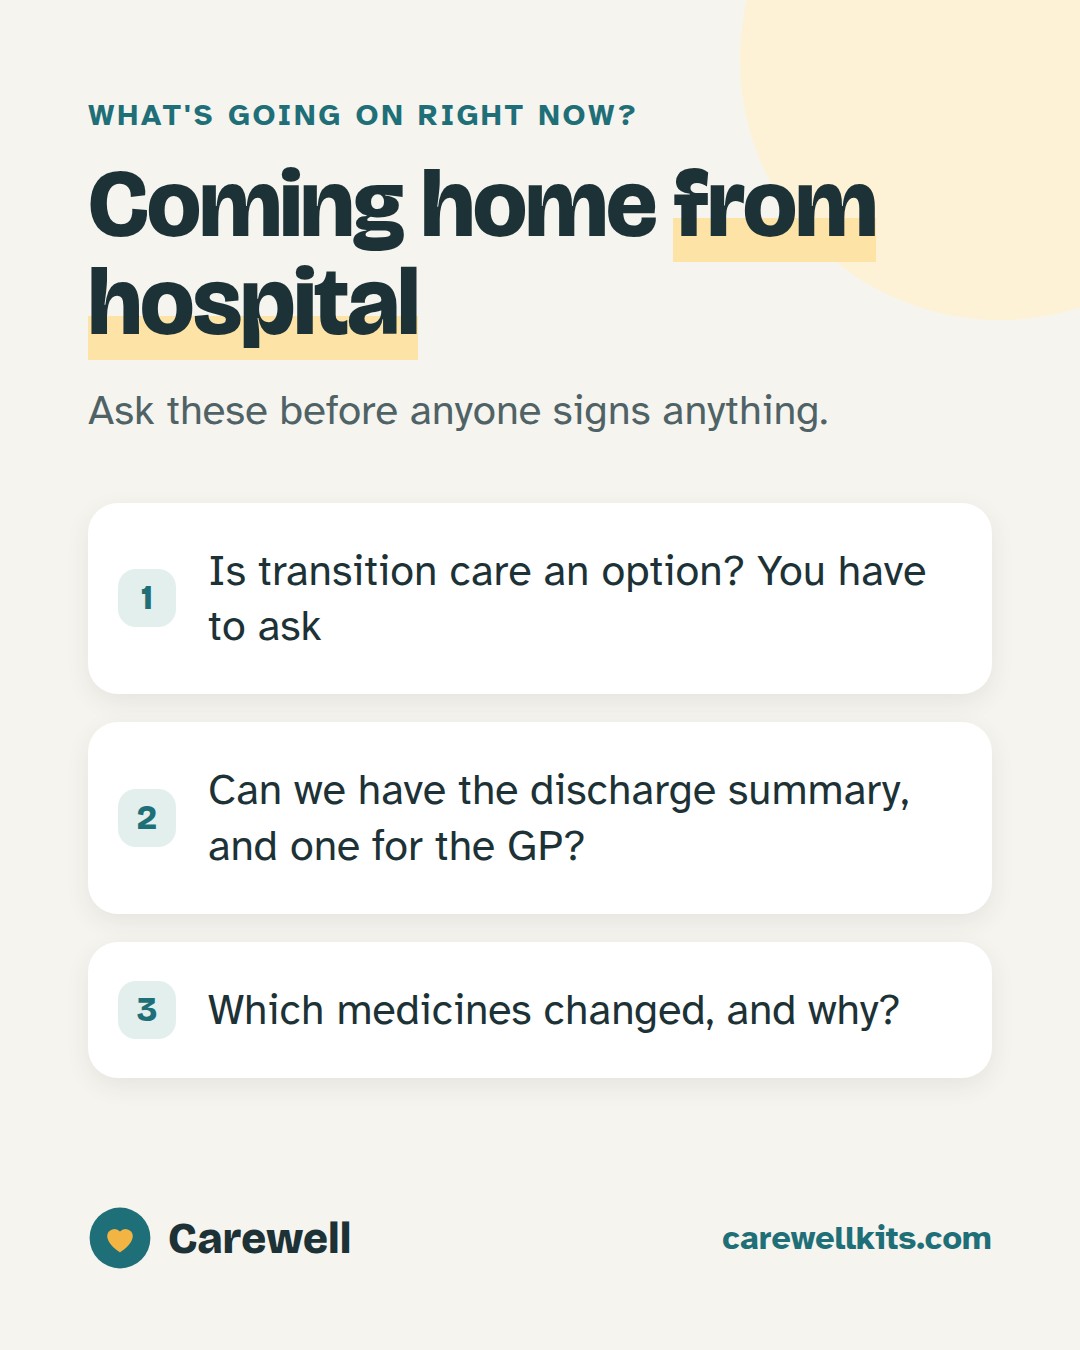 WHAT'S GOING ON RIGHT NOW?
Coming home from
hospital
Ask these before anyone signs anything.
1
Is transition care an option? You have
to ask
2
Can we have the discharge summary,
and one for the GP?
3
Which medicines changed, and why?
Carewell
carewellkits.com